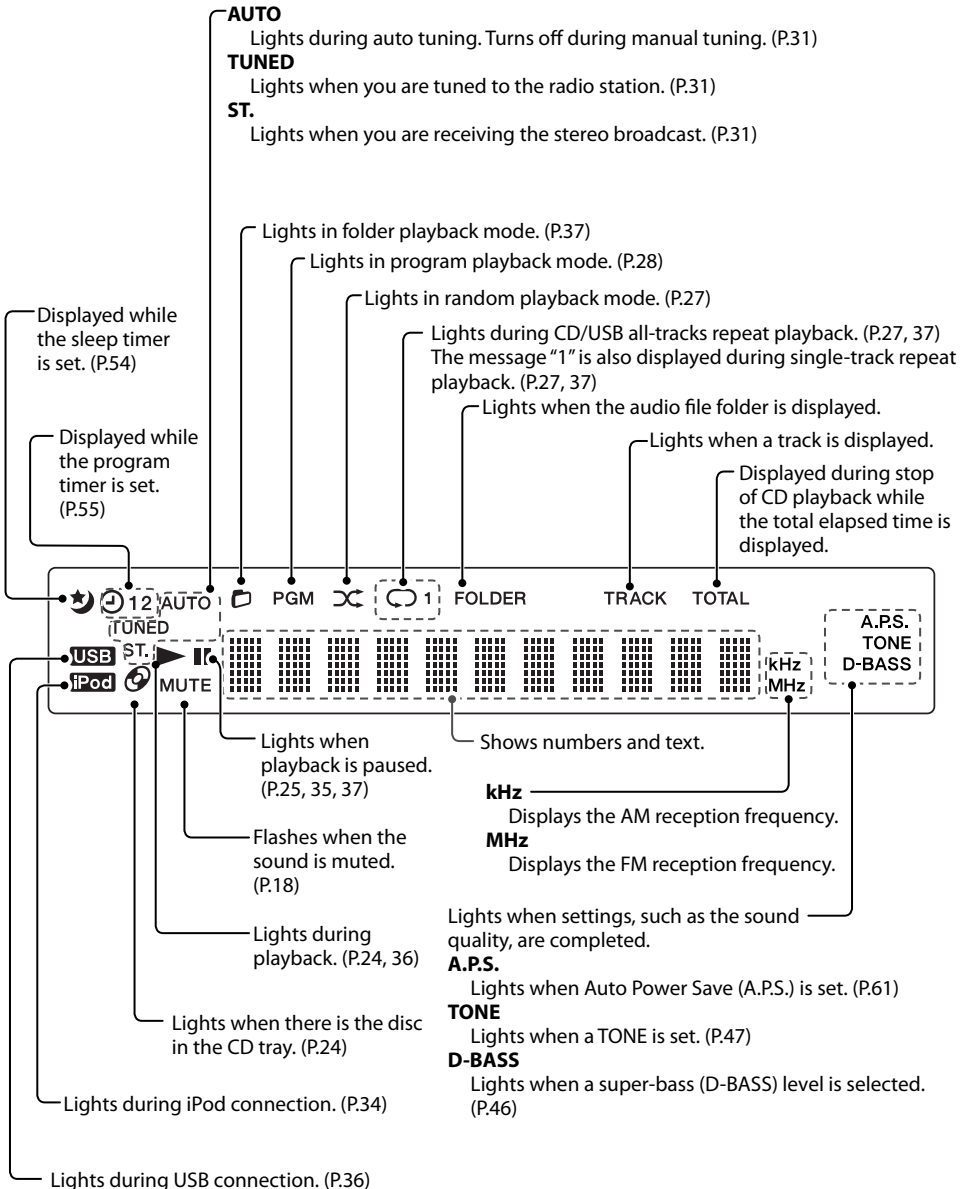 AUTO
Lights during auto tuning. Turns off during manual tuning. (P.31)
TUNED
Lights when you are tuned to the radio station. (P.31)
ST.
Lights when you are receiving the stereo broadcast. (P.31)
Lights in folder playback mode. (P.37)
Lights in program playback mode. (P.28)
Lights in random playback mode. (P.27)
Lights during CD/USB all-tracks repeat playback. (P.27, 37)
The message “1” is also displayed during single-track repeat
playback. (P.27, 37)
Lights when the audio file folder is displayed.
Lights when a track is displayed.
Displayed during stop
of CD playback while
the total elapsed time is
displayed.
Displayed while
the sleep timer
is set. (P.54)
Displayed while
the program
timer is set.
(P.55)
12 AUTO PGM 1 FOLDER TRACK TOTAL
TUNED
ST.
USB
iPod
MUTE
kHz
MHz
A.P.S.
TONE
D-BASS
Lights when
playback is paused.
(P.25, 35, 37)
Flashes when the
sound is muted.
(P.18)
Lights during
playback. (P.24, 36)
Lights when there is the disc
in the CD tray. (P.24)
Lights during iPod connection. (P.34)
Lights during USB connection. (P.36)
Shows numbers and text.
kHz
Displays the AM reception frequency.
MHz
Displays the FM reception frequency.
Lights when settings, such as the sound
quality, are completed.
A.P.S.
Lights when Auto Power Save (A.P.S.) is set. (P.61)
TONE
Lights when a TONE is set. (P.47)
D-BASS
Lights when a super-bass (D-BASS) level is selected.
(P.46)